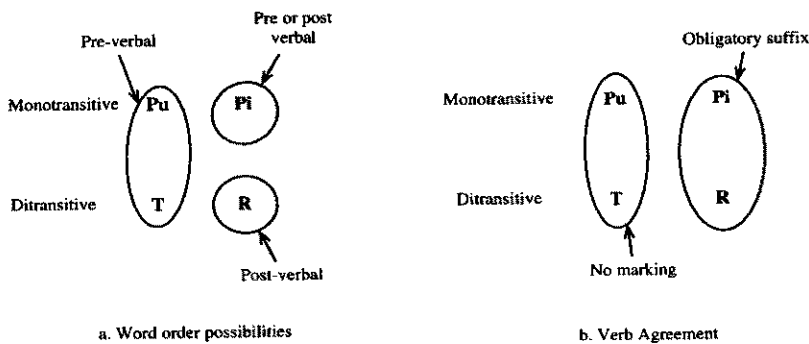 Pre-verbal
Pre or post
verbal
Monotransitive Pu Pi
Ditransitive T R
Post-verbal
a. Word order possibilities
Obligatory suffix
Monotransitive Pu Pi
Ditransitive T R
No marking
b. Verb Agreement